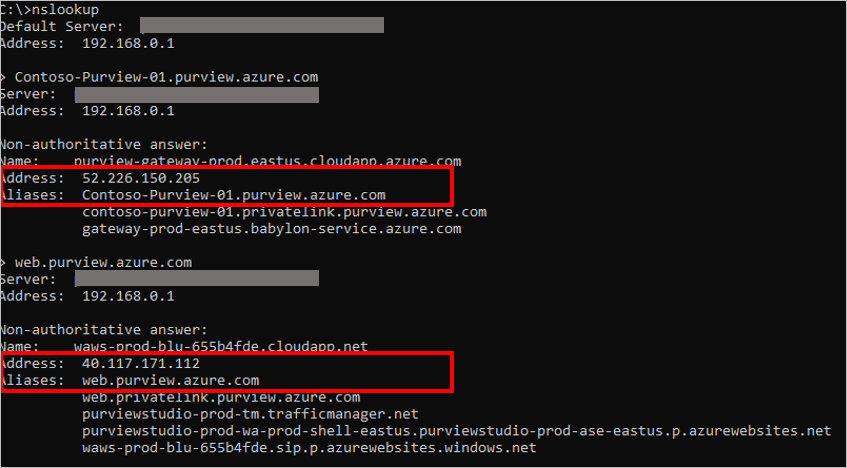 C:\>nslookup
Default Server:
Address:  192.168.0.1
> Contoso-Purview-01.purview.azure.com
Server:
Address:  192.168.0.1
Non-authoritative answer:
Name:    purview-gateway-prod.eastus.cloudapp.azure.com
Address:  52.226.150.205
Aliases:  Contoso-Purview-01.purview.azure.com
contoso-purview-01.privatelink.purview.azure.com
gateway-prod-eastus.babylon-service.azure.com
> web.purview.azure.com
Server:
Address:  192.168.0.1
Non-authoritative answer:
Name:    waws-prod-blu-655b4fde.cloudapp.net
Address:  40.117.171.112
Aliases:  web.purview.azure.com
web.privatelink.purview.azure.com
purviewstudio-prod-tm.trafficmanager.net
purviewstudio-prod-wa-prod-shell-eastus.purviewstudio-prod-ase-eastus.p.azurewebsites.net
waws-prod-blu-655b4fde.sip.p.azurewebsites.windows.net